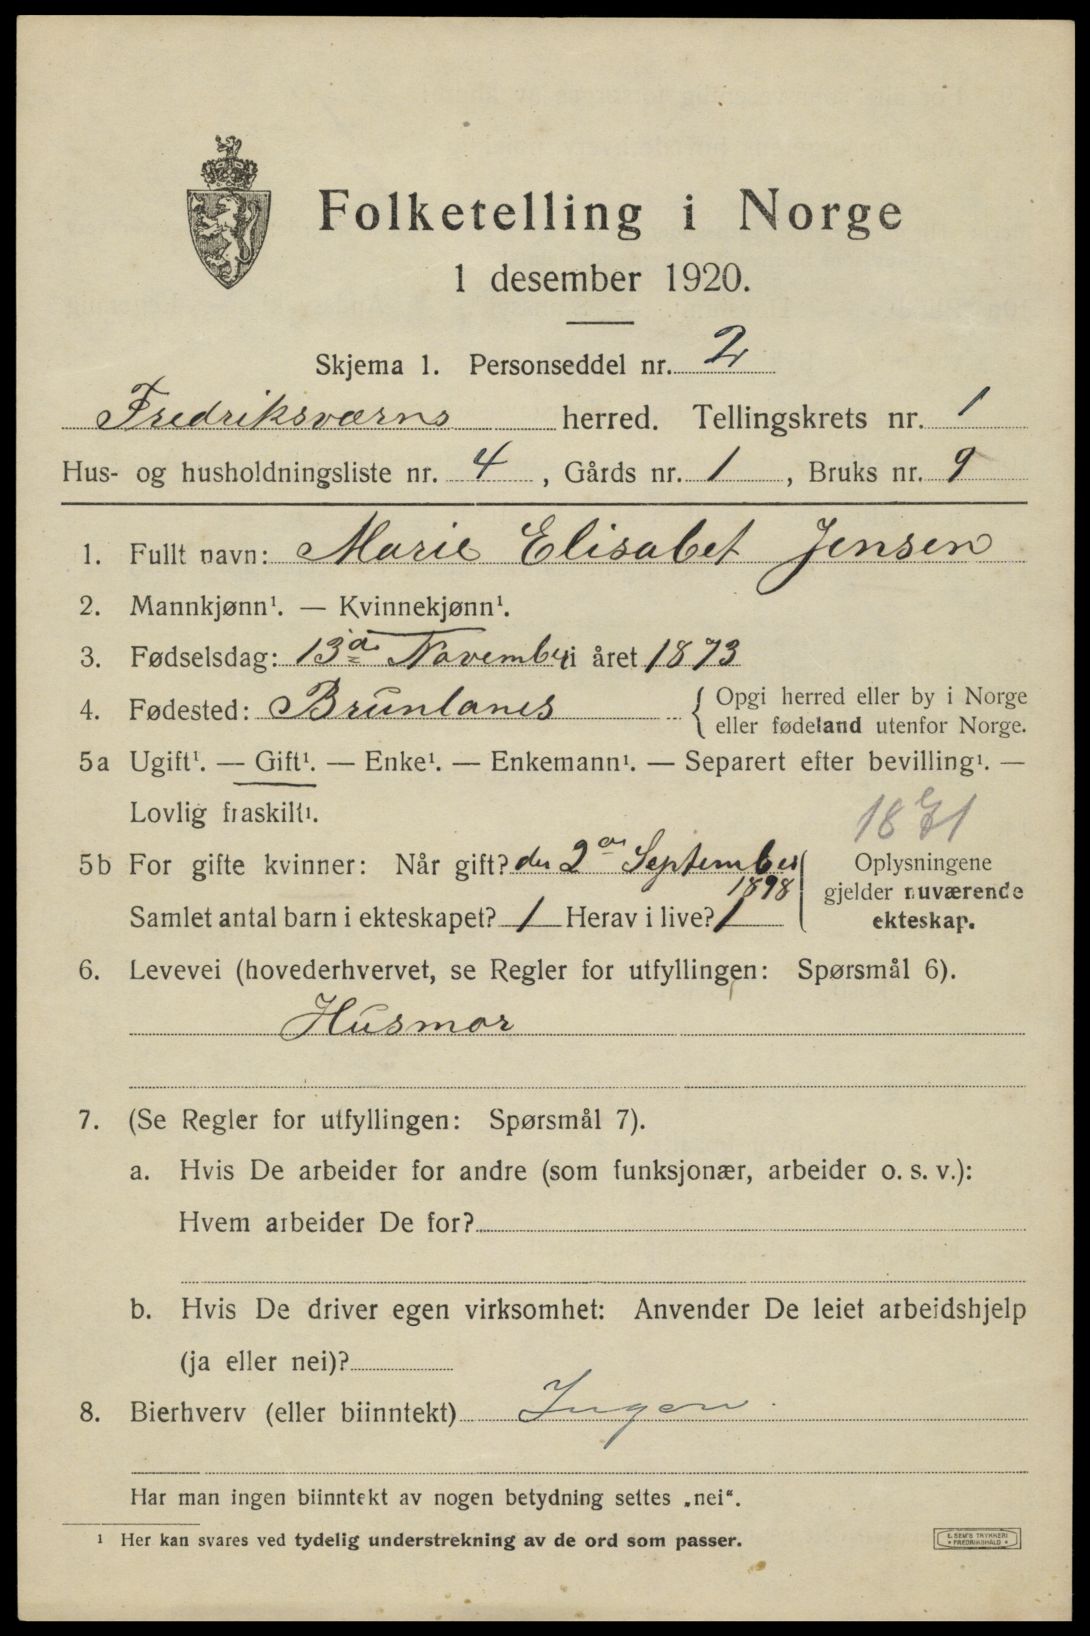 Folketelling i Norge
1 desember 1920.
Skjema 1. Personseddel nr. 2
Fredriksværns herred. Tellingskrets nr. 1
Hus- og husholdningsliste nr. 4, Gårds nr. 1, Bruks nr. 9
1. Fullt navn: Marie Elisabet Jensen
2. Mannkjønn¹. — Kvinnekjønn¹.
3. Fødselsdag: 13de November i året 1873
4. Fødested: Brunlanes { Opgi herred eller by i Norge
eller fødeland utenfor Norge.
5a Ugift¹. — Gift¹. — Enke¹. — Enkemann¹. — Separert efter bevilling¹. —
Lovlig fraskilt¹.
5b For gifte kvinner: Når gift? den 2den September
1898
Samlet antal barn i ekteskapet? 1 Herav i live? 1
Oplysningene
gjelder nuværende
ekteskap.
6. Levevei (hovederhvervet, se Regler for utfyllingen: Spørsmål 6).
Husmor
7. (Se Regler for utfyllingen: Spørsmål 7).
a. Hvis De arbeider for andre (som funksjonær, arbeider o. s. v.):
Hvem arbeider De for?
b. Hvis De driver egen virksomhet: Anvender De leiet arbeidshjelp
(ja eller nei)?
8. Bierhverv (eller biinntekt) Ingen.
Har man ingen biinntekt av nogen betydning settes „nei“.
¹ Her kan svares ved tydelig understrekning av de ord som passer.
E. SEM'S TRYKKERI
FREDRIKSHALD